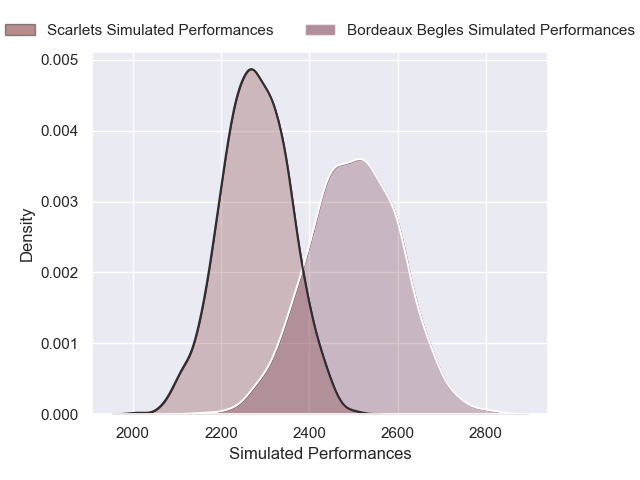 Scarlets Simulated Performances
Bordeaux Begles Simulated Performances
0.005
0.004
0.003
0.002
0.001
0.000
Density
2000
2200
2400
2600
2800
Simulated Performances